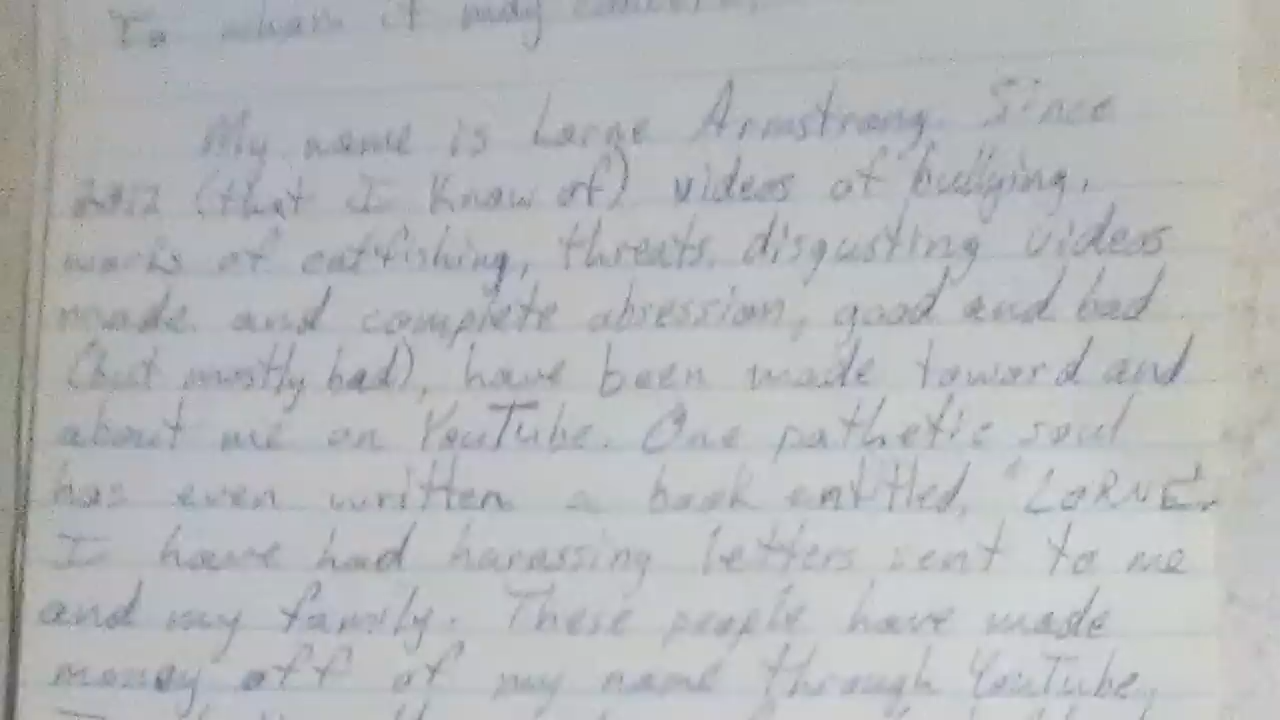 To whom it may concern,
My name is Lorne Armstrong. Since
2012 (that I know of) videos of bullying,
works of catfishing, threats, disgusting videos
made and complete obsession, good and bad
(but mostly bad), have been made toward and
about me on YouTube. One pathetic soul
has even written a book entitled, "LORNE".
I have had harassing letters sent to me
and my family. These people have made
money off of my name through YouTube,